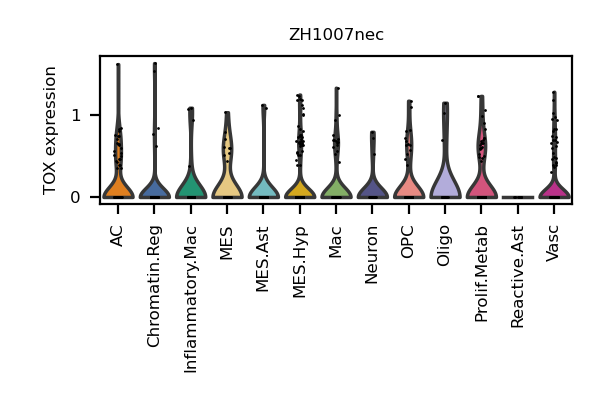 ZH1007nec
TOX expression
1
0
AC
Chromatin.Reg
Inflammatory.Mac
MES
MES.Ast
MES.Hyp
Mac
Neuron
OPC
Oligo
Prolif.Metab
Reactive.Ast
Vasc